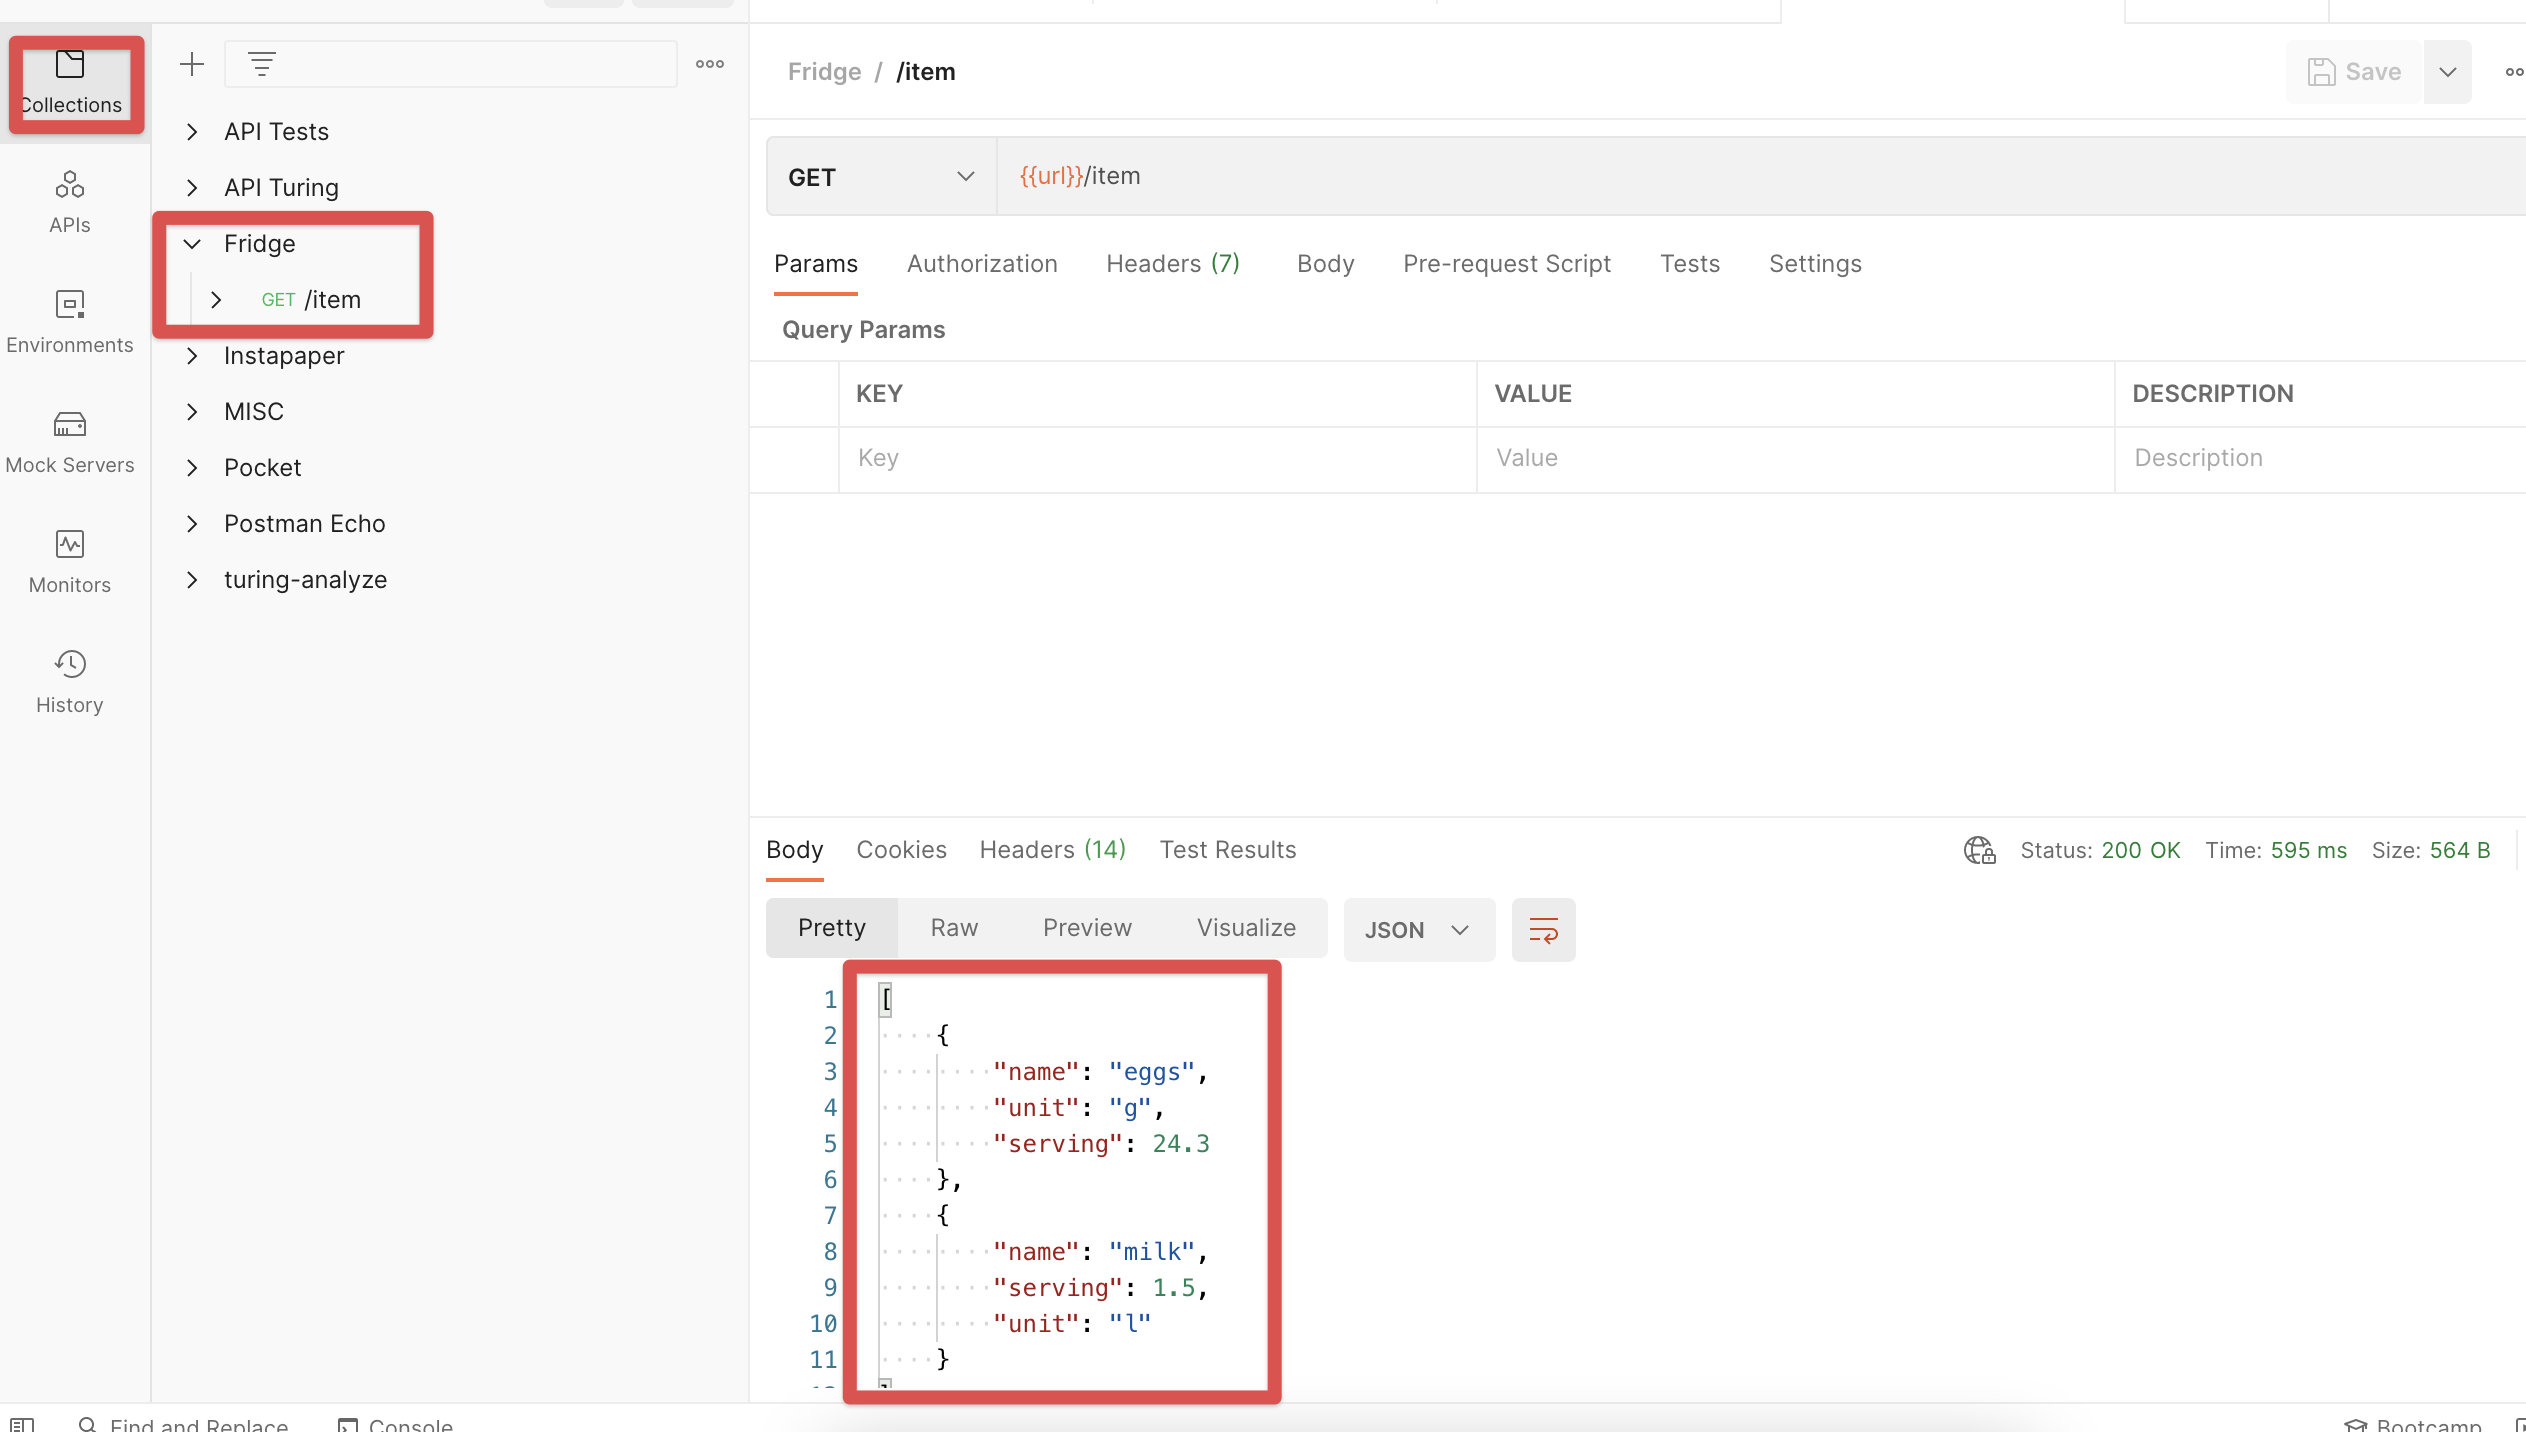 Collections
APIs
Environments
Mock Servers
Monitors
History
API Tests
API Turing
Fridge
GET /item
Instapaper
MISC
Pocket
Postman Echo
turing-analyze
Fridge / /item
Save
GET {{url}}/item
Params Authorization Headers (7) Body Pre-request Script Tests Settings
Query Params
KEY VALUE DESCRIPTION
Key Value Description
Body Cookies Headers (14) Test Results Status: 200 OK Time: 595 ms Size: 564 B
Pretty Raw Preview Visualize JSON
1 [
2 {
3 "name": "eggs",
4 "unit": "g",
5 "serving": 24.3
6 },
7 {
8 "name": "milk",
9 "serving": 1.5,
10 "unit": "l"
11 }
Find and Replace Console Bootcamp